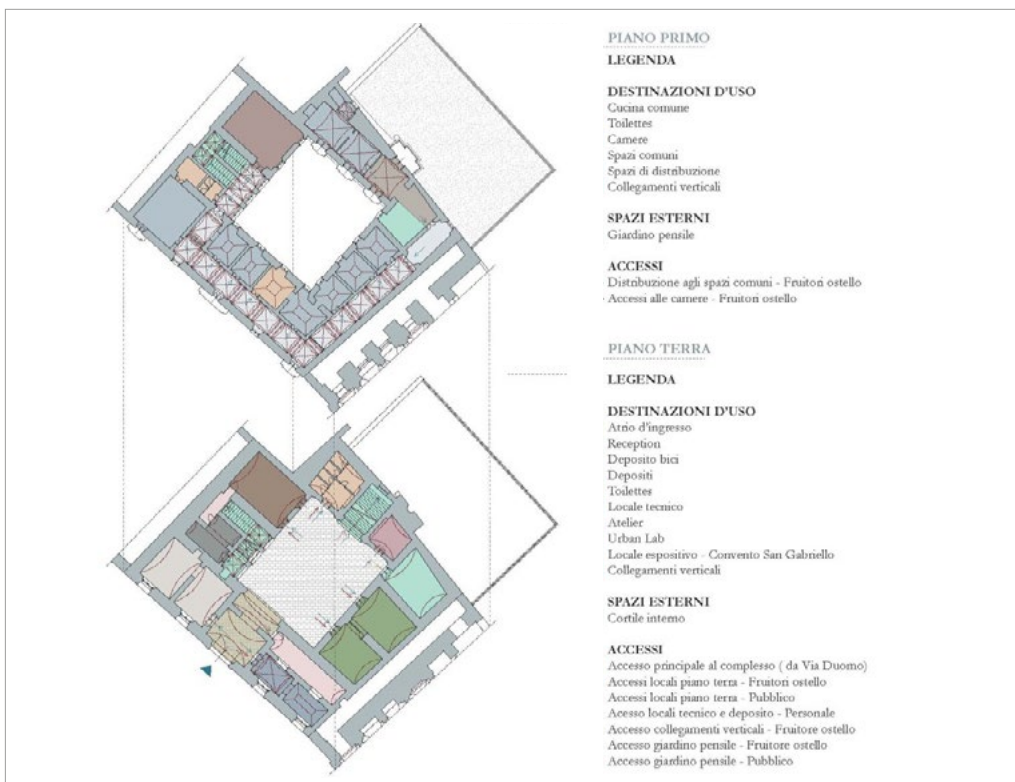 PIANO PRIMO
LEGENDA
DESTINAZIONI D'USO
Cucina comune
Toilettes
Camere
Spazi comuni
Spazi di distribuzione
Collegamenti verticali
SPAZI ESTERNI
Giardino pensile
ACCESSI
Distribuzione agli spazi comuni - Fruitori ostello
Accessi alle camere - Fruitori ostello
PIANO TERRA
LEGENDA
DESTINAZIONI D'USO
Atrio d'ingresso
Reception
Deposito bici
Depositi
Toilettes
Locale tecnico
Atelier
Urban Lab
Locale espositivo - Convento San Gabriello
Collegamenti verticali
SPAZI ESTERNI
Cortile interno
ACCESSI
Accesso principale al complesso ( da Via Duomo)
Accessi locali piano terra - Fruitori ostello
Accessi locali piano terra - Pubblico
Acesso locali tecnico e deposito - Personale
Accesso collegamenti verticali - Fruitore ostello
Accesso giardino pensile - Fruitore ostello
Accesso giardino pensile - Pubblico